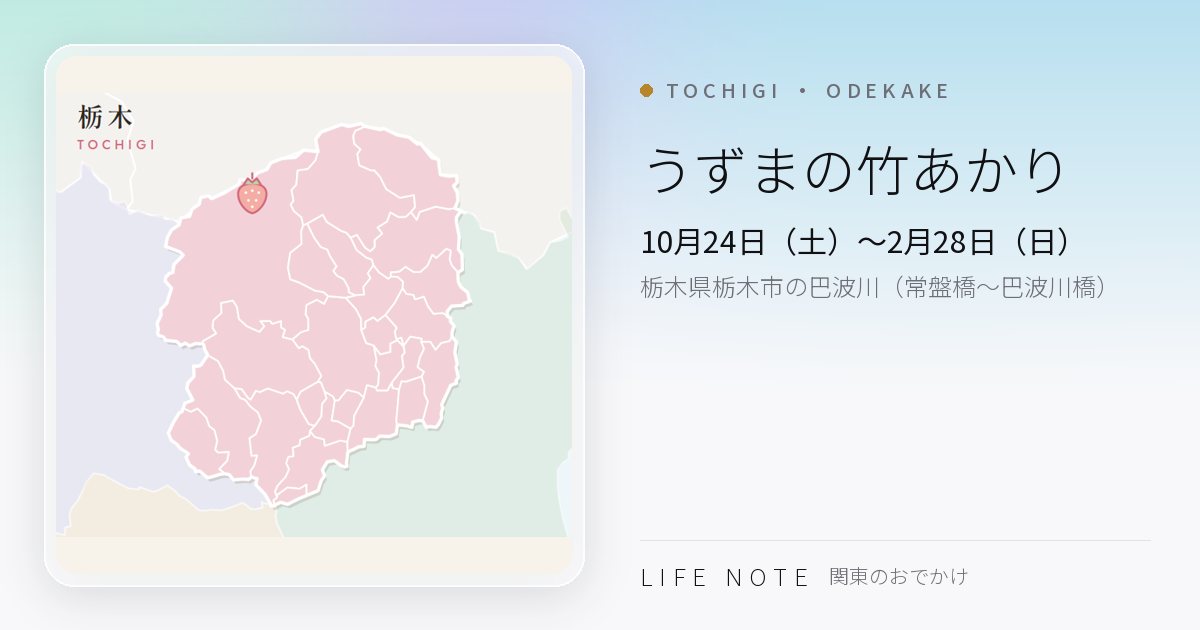 栃木
TOCHIGI
TOCHIGI ・ ODEKAKE
うずまの竹あかり
10月24日（土）〜2月28日（日）
栃木県栃木市の巴波川（常盤橋〜巴波川橋）
LIFE NOTE 関東のおでかけ